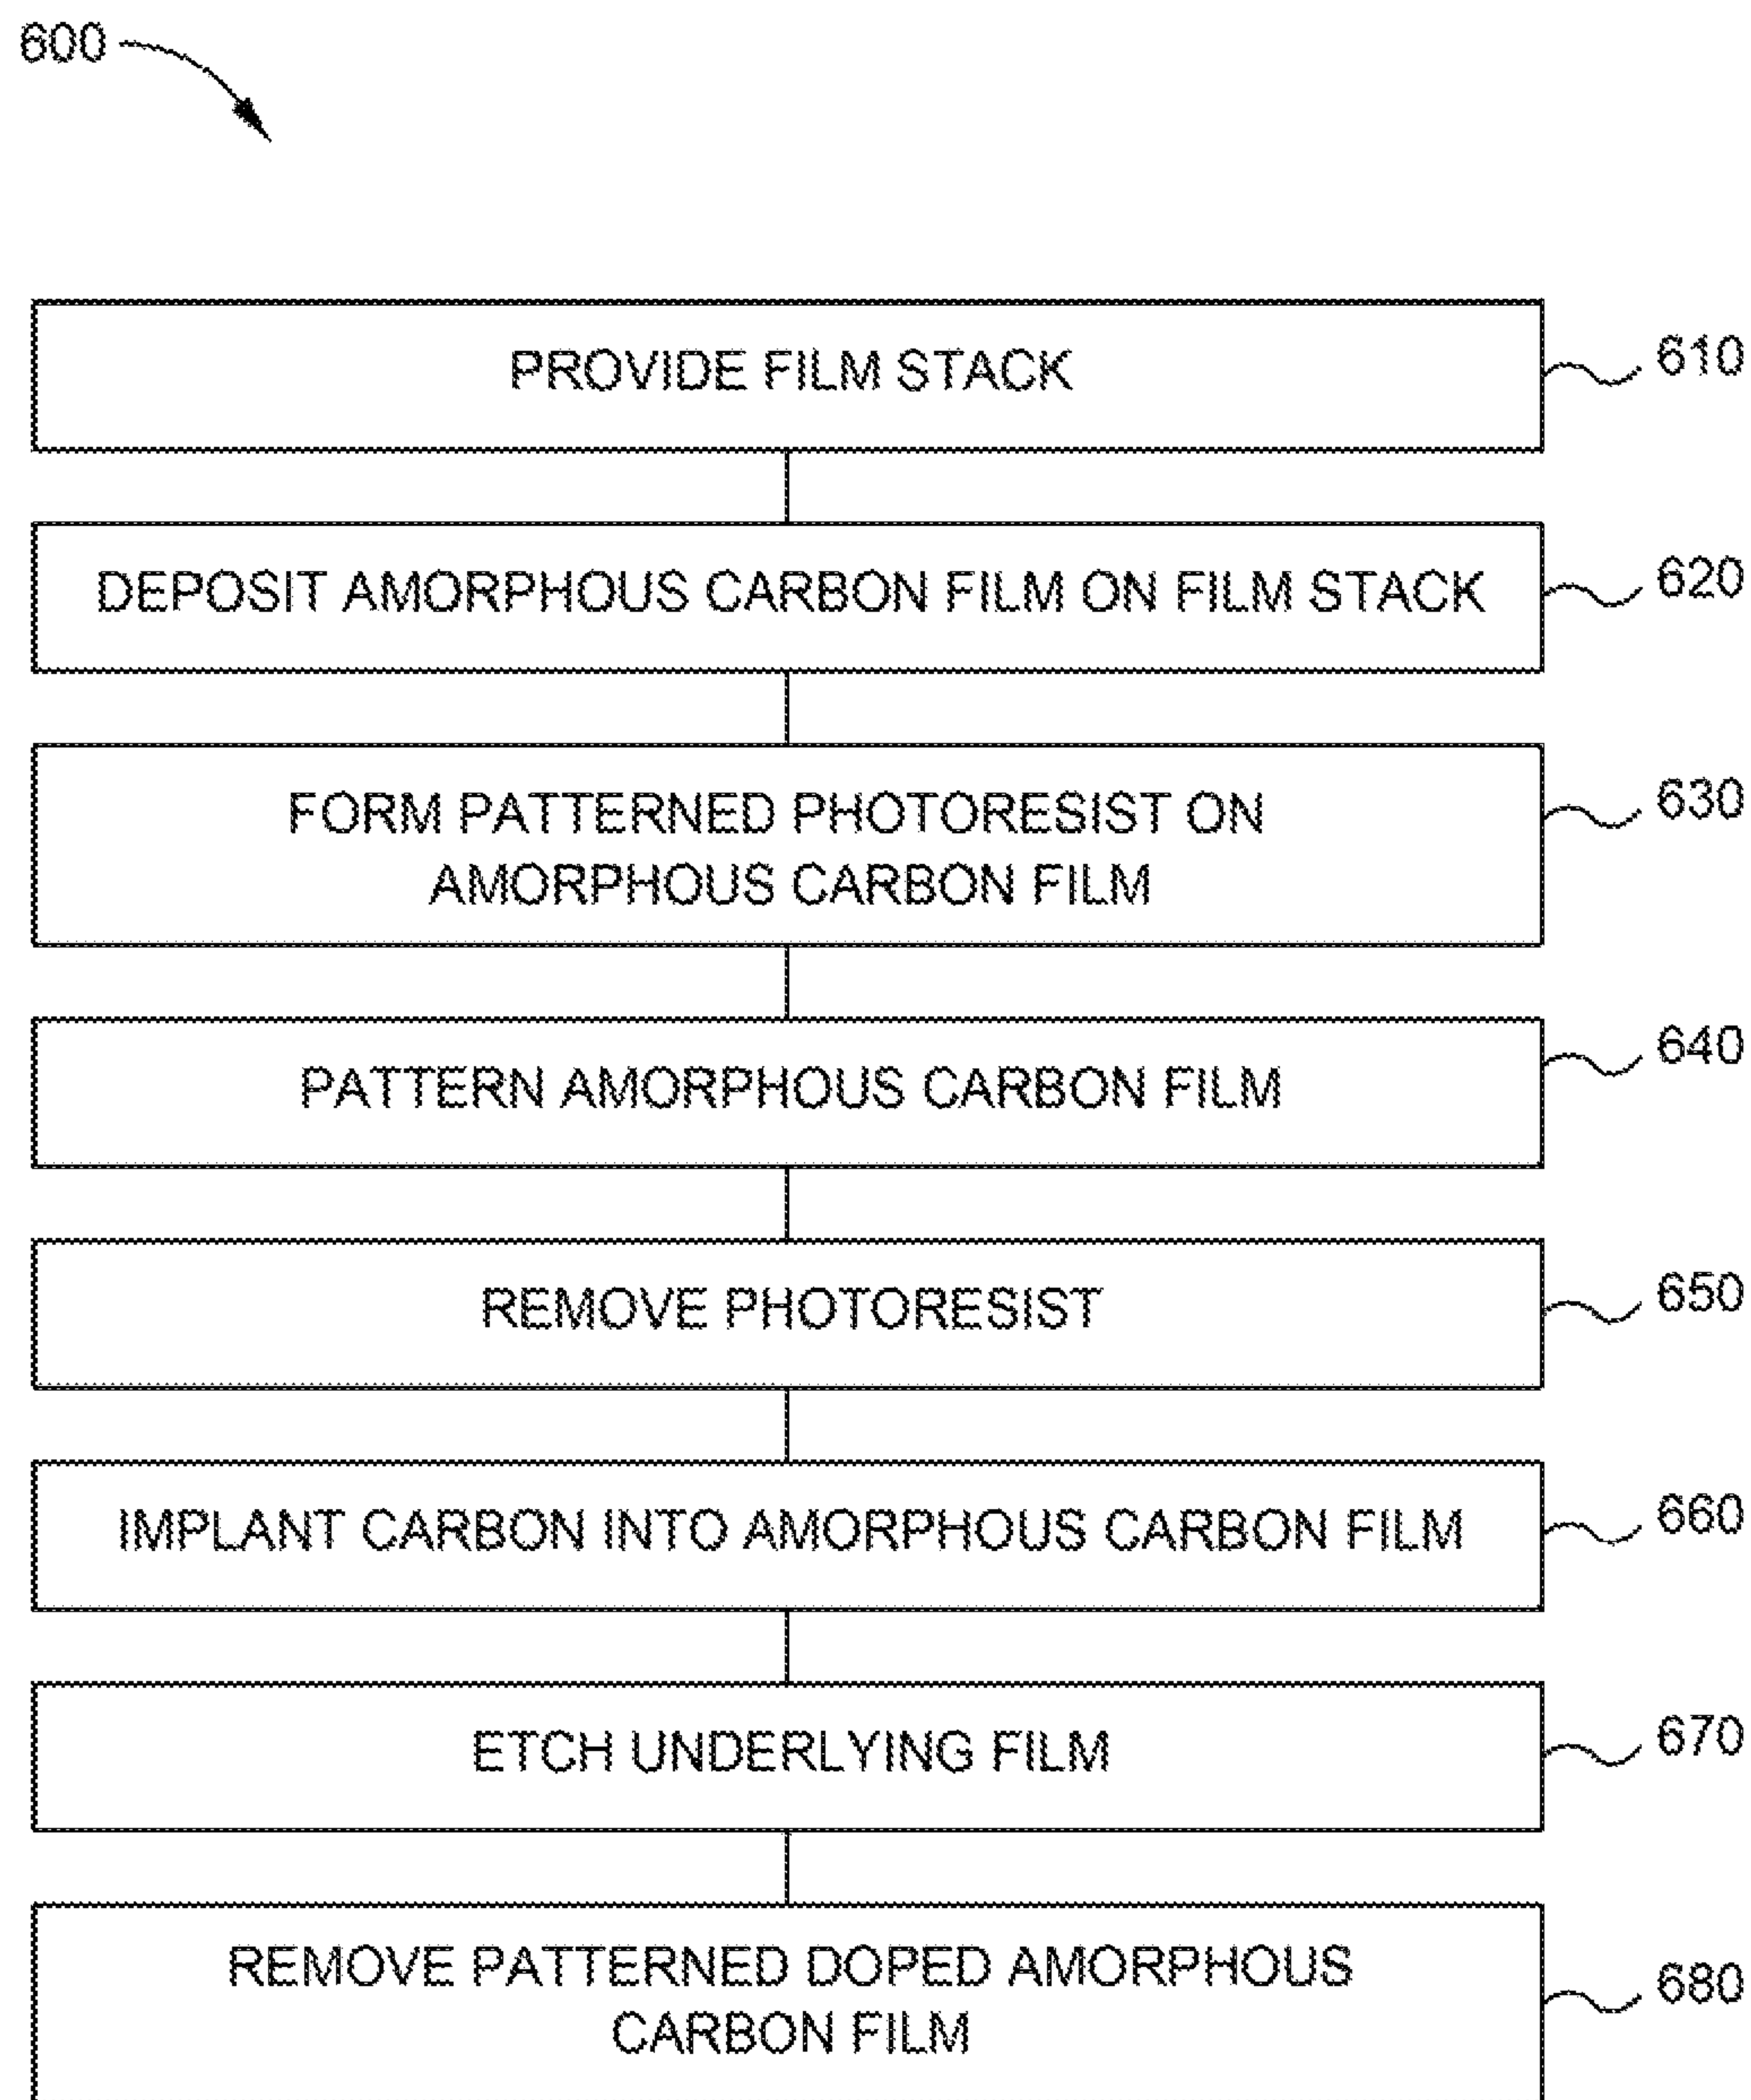 600
PROVIDE FILM STACK
610
DEPOSIT AMORPHOUS CARBON FILM ON FILM STACK
620
FORM PATTERNED PHOTORESIST ON
AMORPHOUS CARBON FILM
630
PATTERN AMORPHOUS CARBON FILM
640
REMOVE PHOTORESIST
650
IMPLANT CARBON INTO AMORPHOUS CARBON FILM
660
ETCH UNDERLYING FILM
670
REMOVE PATTERNED DOPED AMORPHOUS
CARBON FILM
680